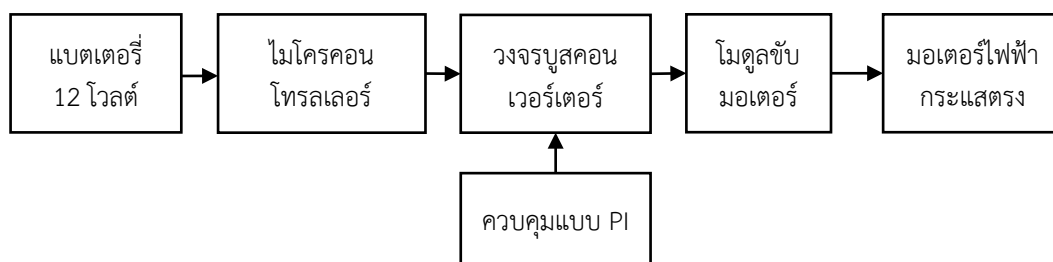 แบตเตอรี่
12 โวลต์
ไมโครคอน
โทรลเลอร์
วงจรบูสคอน
เวอร์เตอร์
โมดูลขับ
มอเตอร์
มอเตอร์ไฟฟ้า
กระแสตรง
ควบคุมแบบ PI